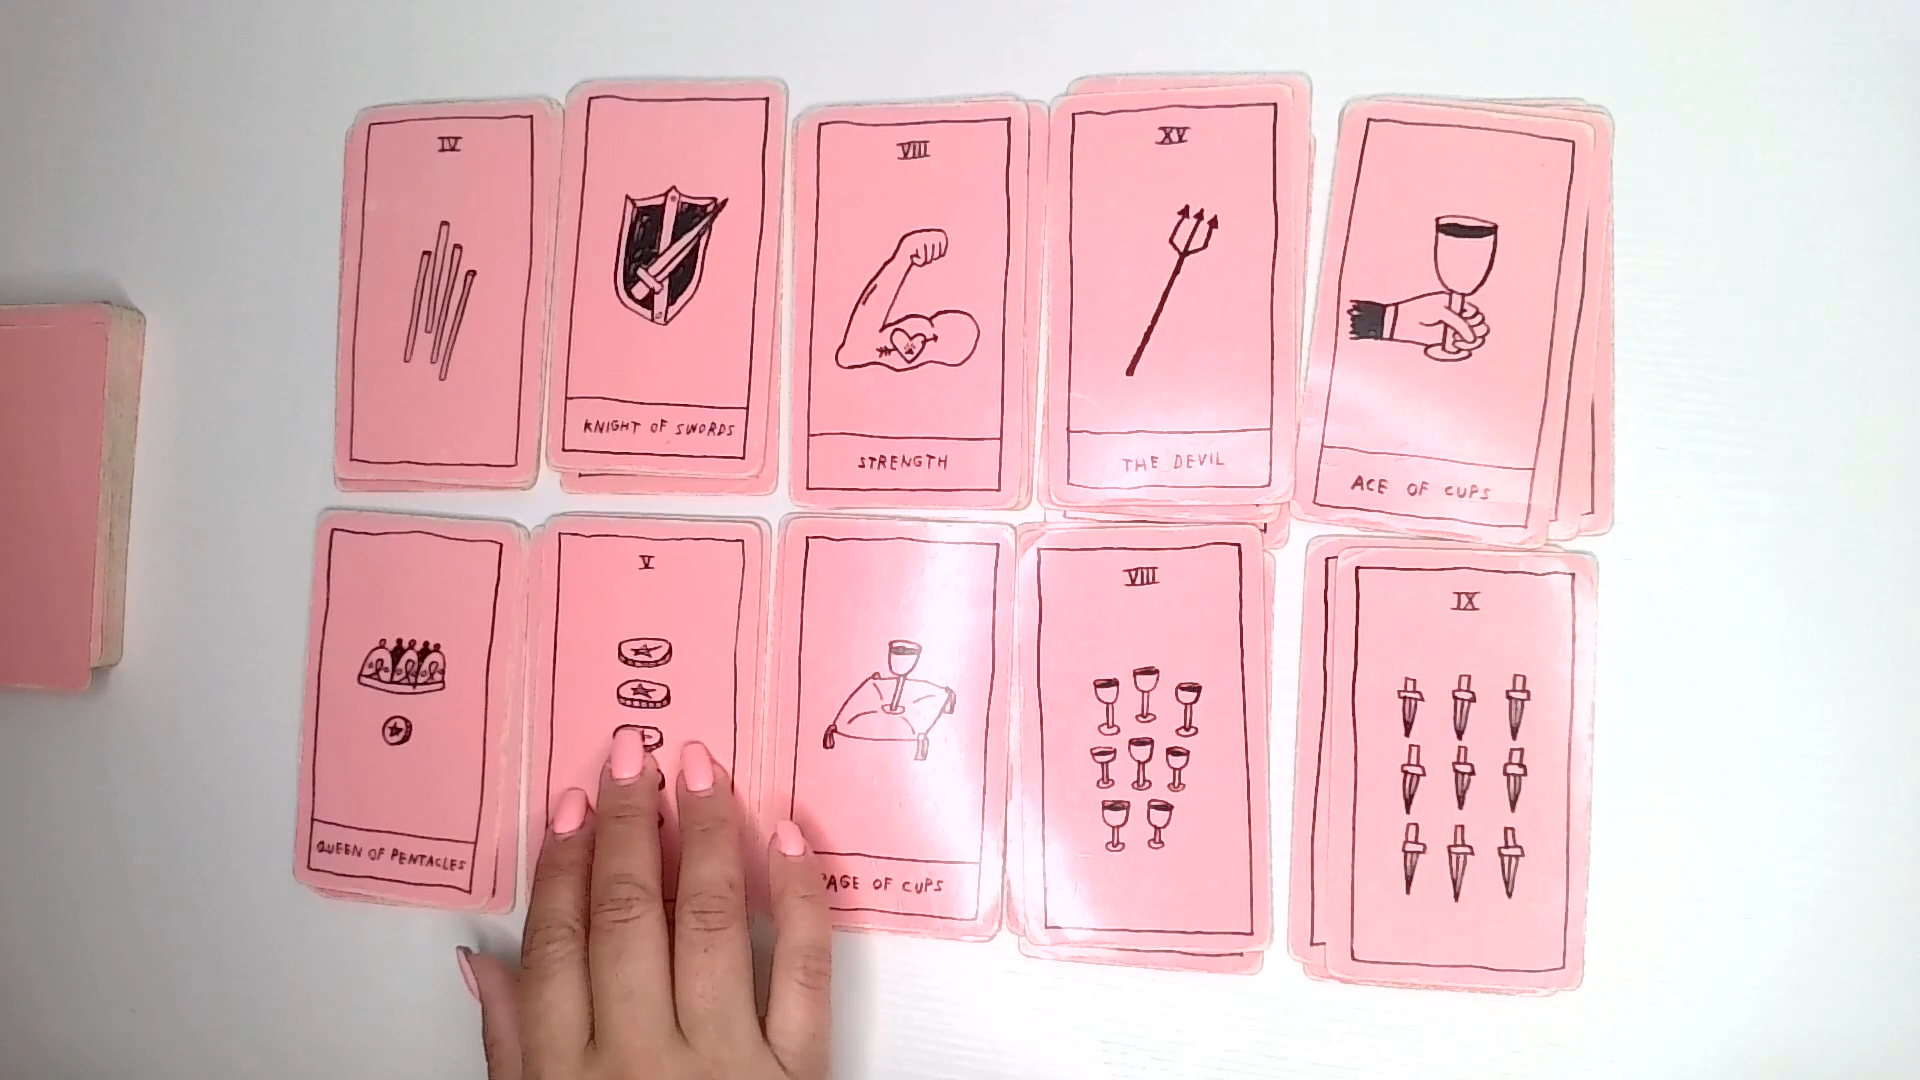 IV
KNIGHT OF SWORDS
VIII
STRENGTH
XV
THE DEVIL
ACE OF CUPS
QUEEN OF PENTACLES
V
PAGE OF CUPS
VIII
IX